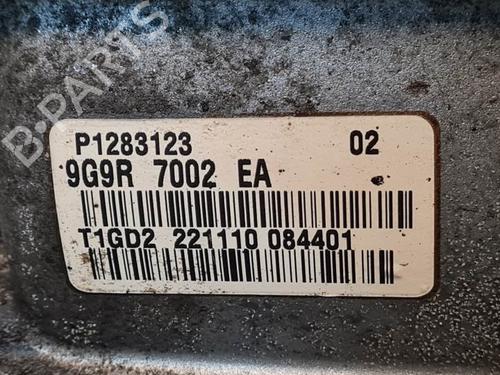 B-PARTS
P1283123 02
9G9R 7002 EA
T1GD2 221110 084401